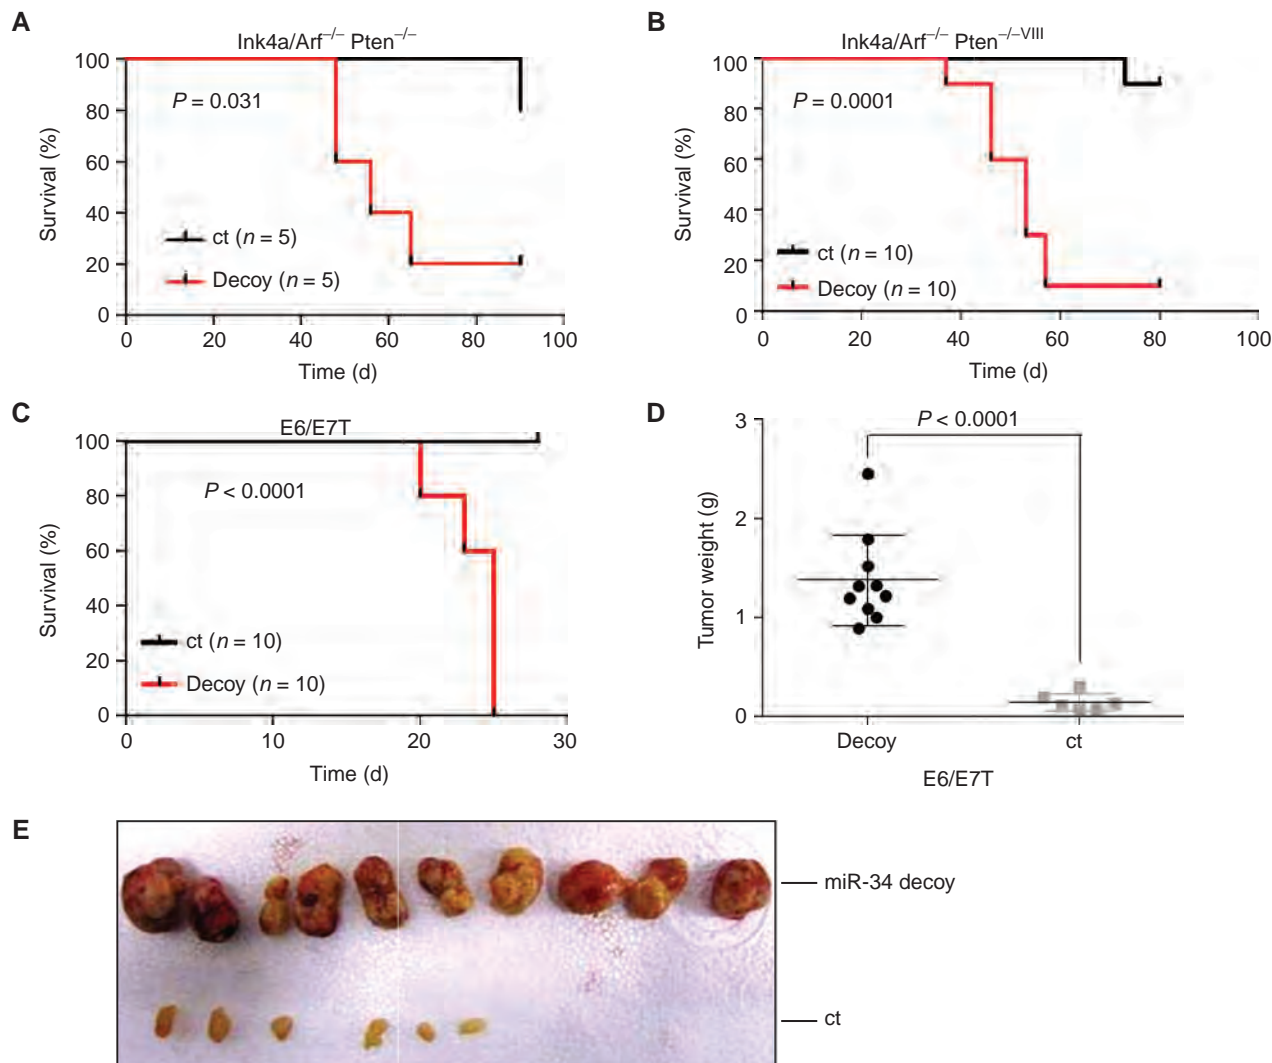 A
Ink4a/Arf⁻/⁻ Pten⁻/⁻
100
80
60
40
20
0
Survival (%)
P = 0.031
ct (n = 5)
Decoy (n = 5)
0 20 40 60 80 100
Time (d)
B
Ink4a/Arf⁻/⁻ Pten⁻/⁻VIII
100
80
60
40
20
0
Survival (%)
P = 0.0001
ct (n = 10)
Decoy (n = 10)
0 20 40 60 80 100
Time (d)
C
E6/E7T
100
80
60
40
20
0
Survival (%)
P < 0.0001
ct (n = 10)
Decoy (n = 10)
0 10 20 30
Time (d)
D
P < 0.0001
3
2
1
0
Tumor weight (g)
Decoy ct
E6/E7T
E
miR-34 decoy
ct